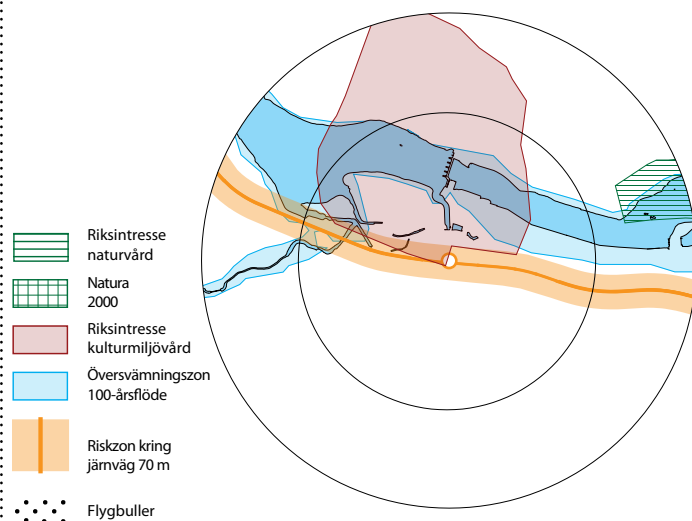 Riksintresse
naturvård
Natura
2000
Riksintresse
kulturmiljövård
Översvämningszon
100-årsflöde
Riskzon kring
järnväg 70 m
Flygbuller